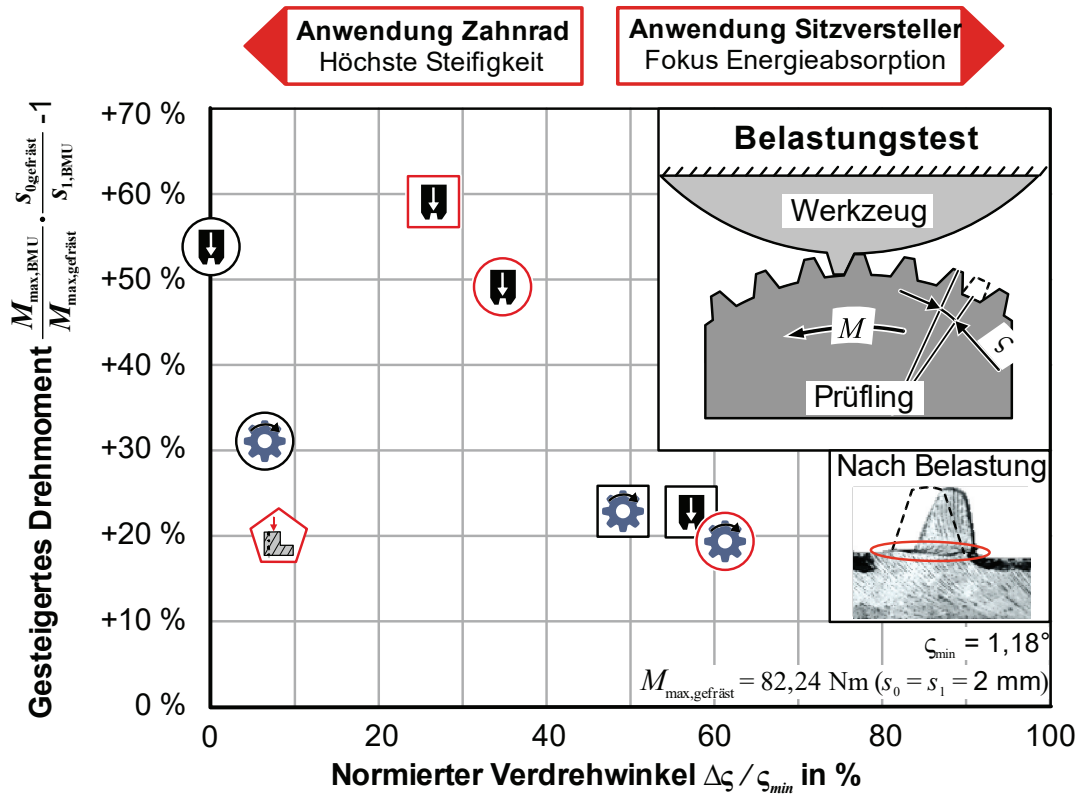 Anwendung Zahnrad
Höchste Steifigkeit
Anwendung Sitzversteller
Fokus Energieabsorption
Gesteigertes Drehmoment M_max,BMU / M_max,gefräst · s_0gefräst / s_1,BMU -1
+70 %
+60 %
+50 %
+40 %
+30 %
+20 %
+10 %
0 %
Belastungstest
Werkzeug
M
ς
Prüfling
Nach Belastung
ς_min = 1,18°
M_max,gefräst = 82,24 Nm (s_0 = s_1 = 2 mm)
0
20
40
60
80
100
Normierter Verdrehwinkel Δς / ς_min in %